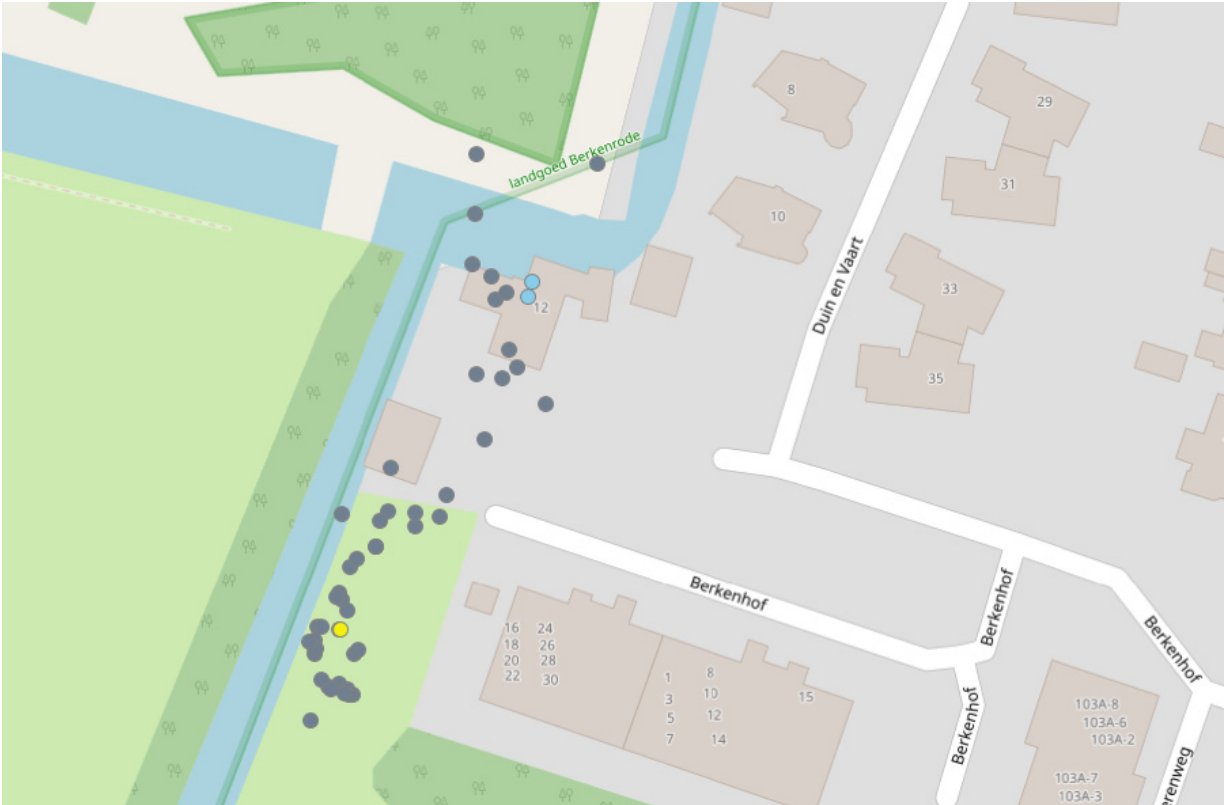 8
29
landgoed Berkenrode
31
10
Duin en Vaart
33
12
35
Berkenhof
Berkenhof
Berkenhof
Berkenhof
16 24
18 26
20 28
22 30
1 8
3 10
5 12
7 14
15
103A-8
103A-6
103A-2
103A-7
103A-3
erenweg